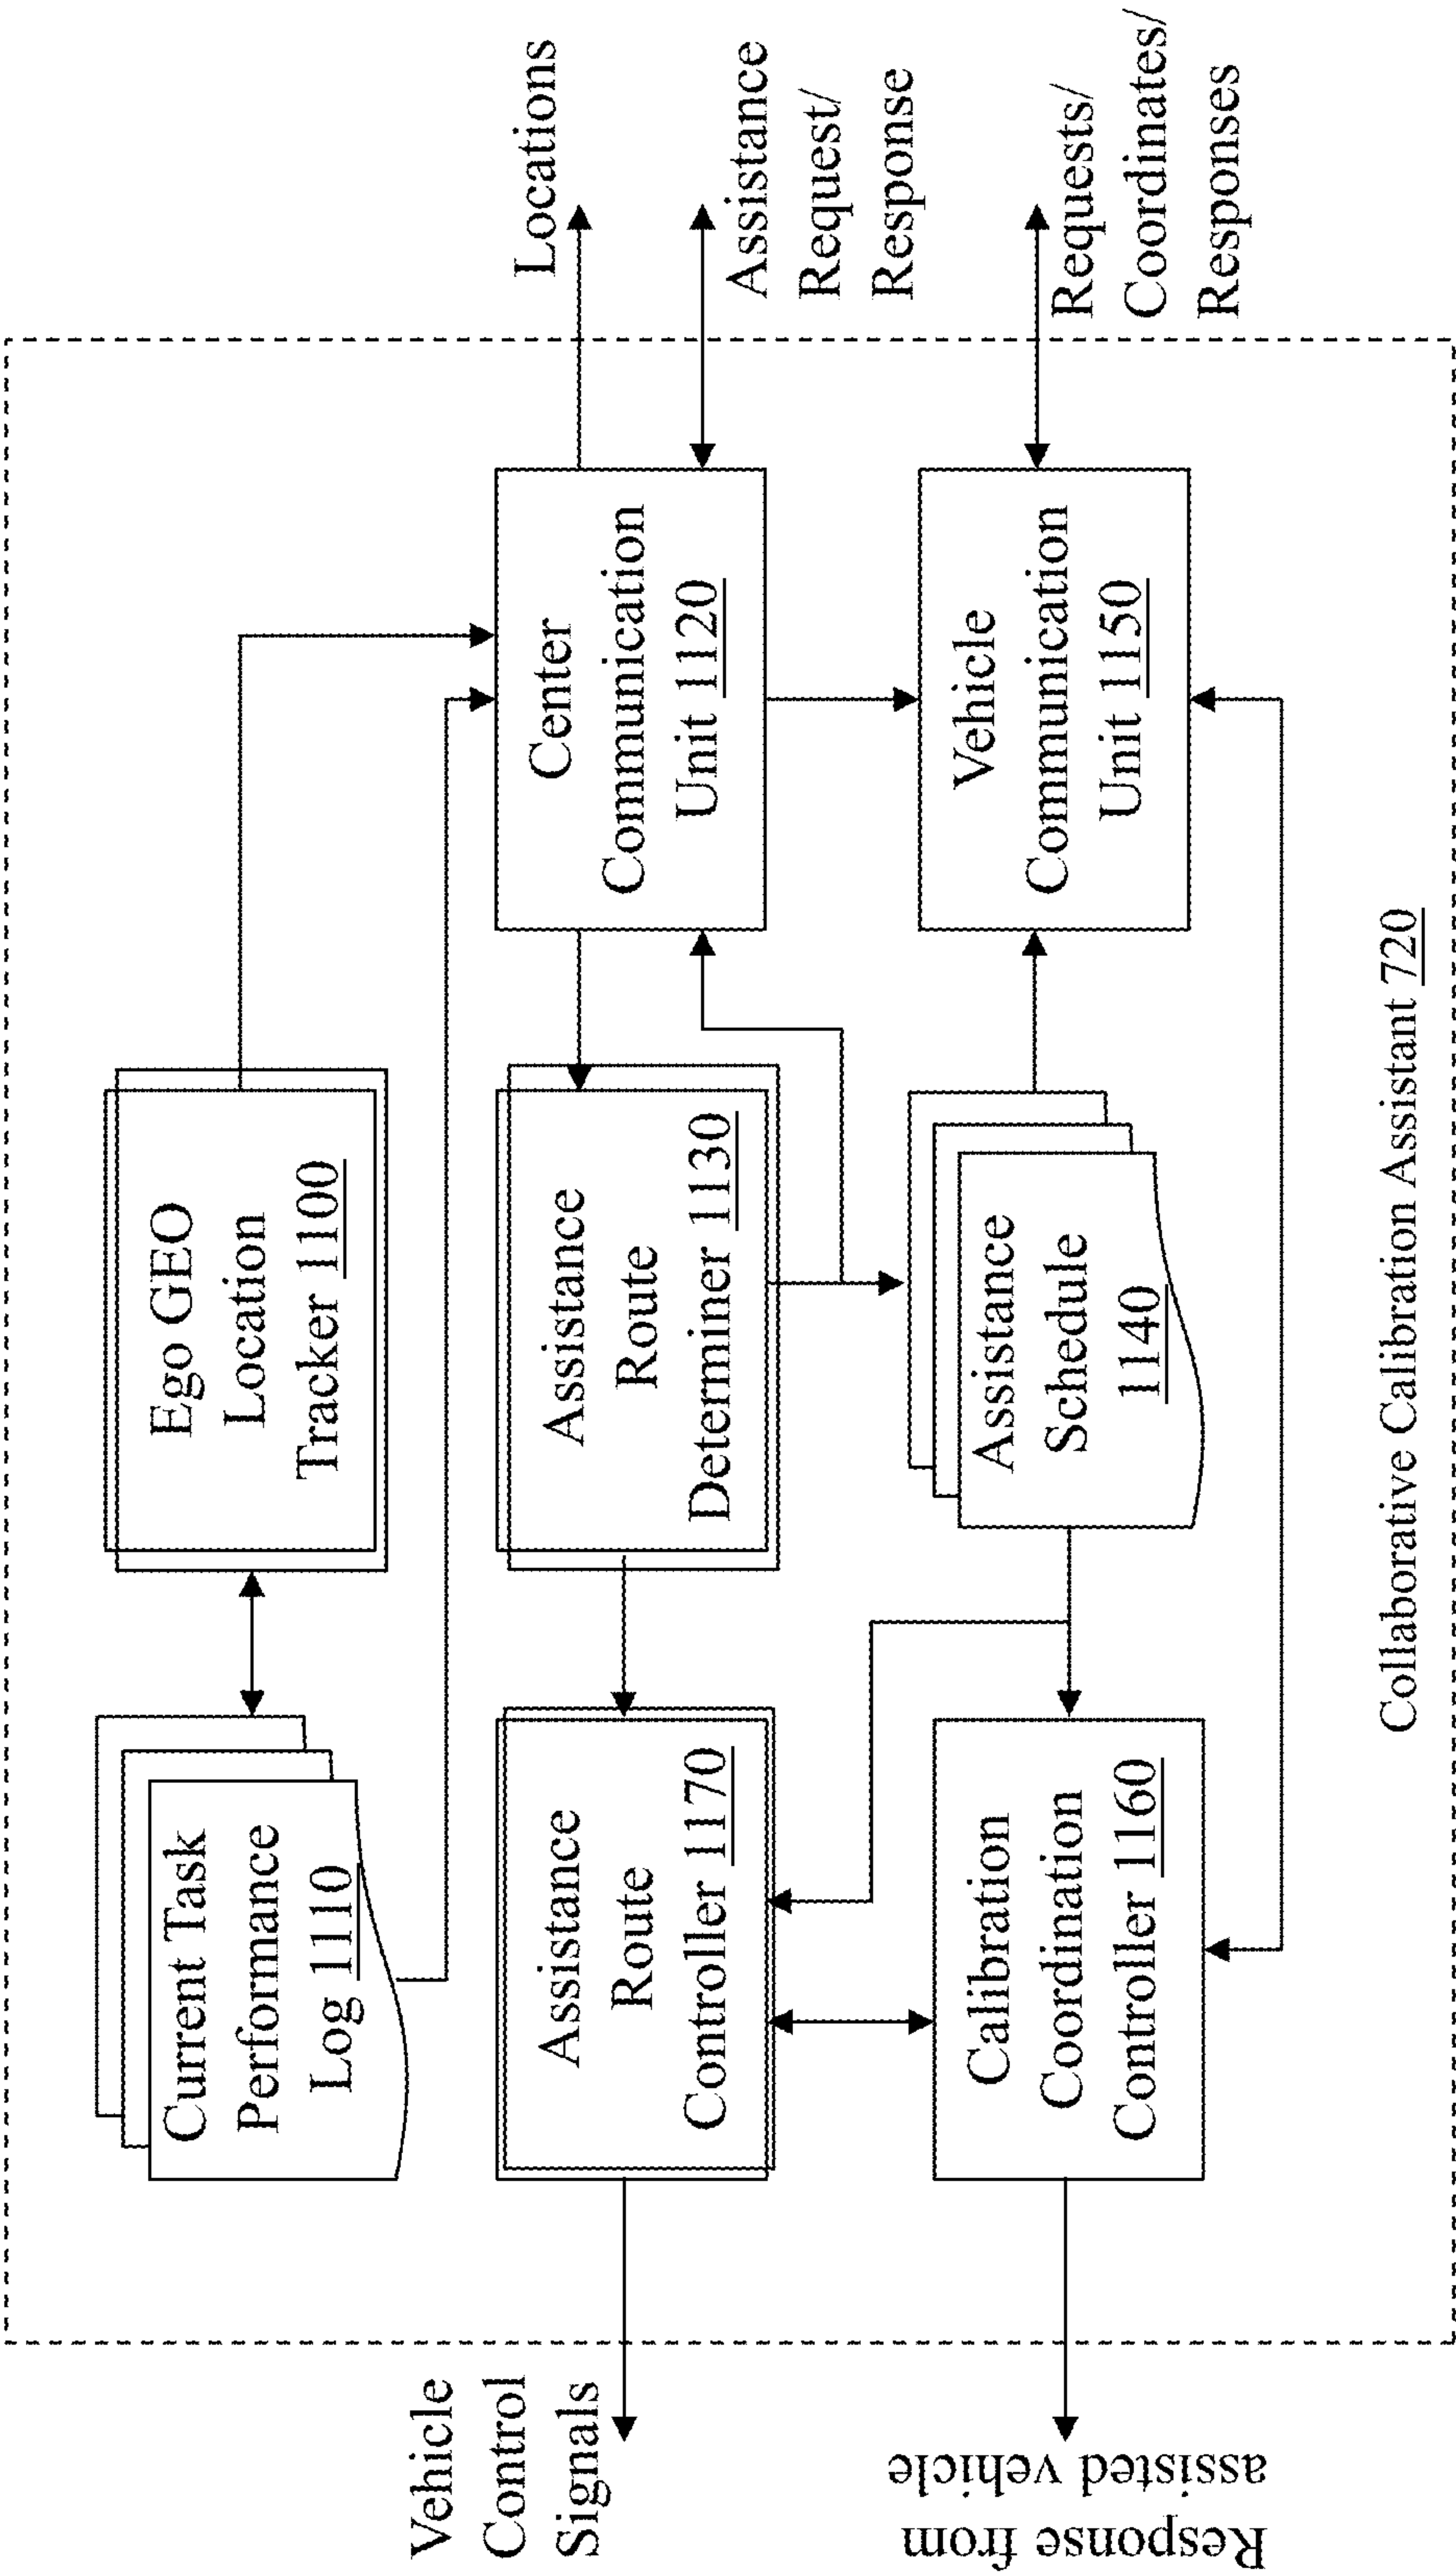 Current Task
Performance
Log 1110
Ego GEO
Location
Tracker 1100
Locations
Vehicle
Control
Signals
Assistance
Route
Controller 1170
Assistance
Route
Determiner 1130
Center
Communication
Unit 1120
Assistance
Request/
Response
Response from
assisted vehicle
Calibration
Coordination
Controller 1160
Assistance
Schedule
1140
Vehicle
Communication
Unit 1150
Requests/
Coordinates/
Responses
Collaborative Calibration Assistant 720